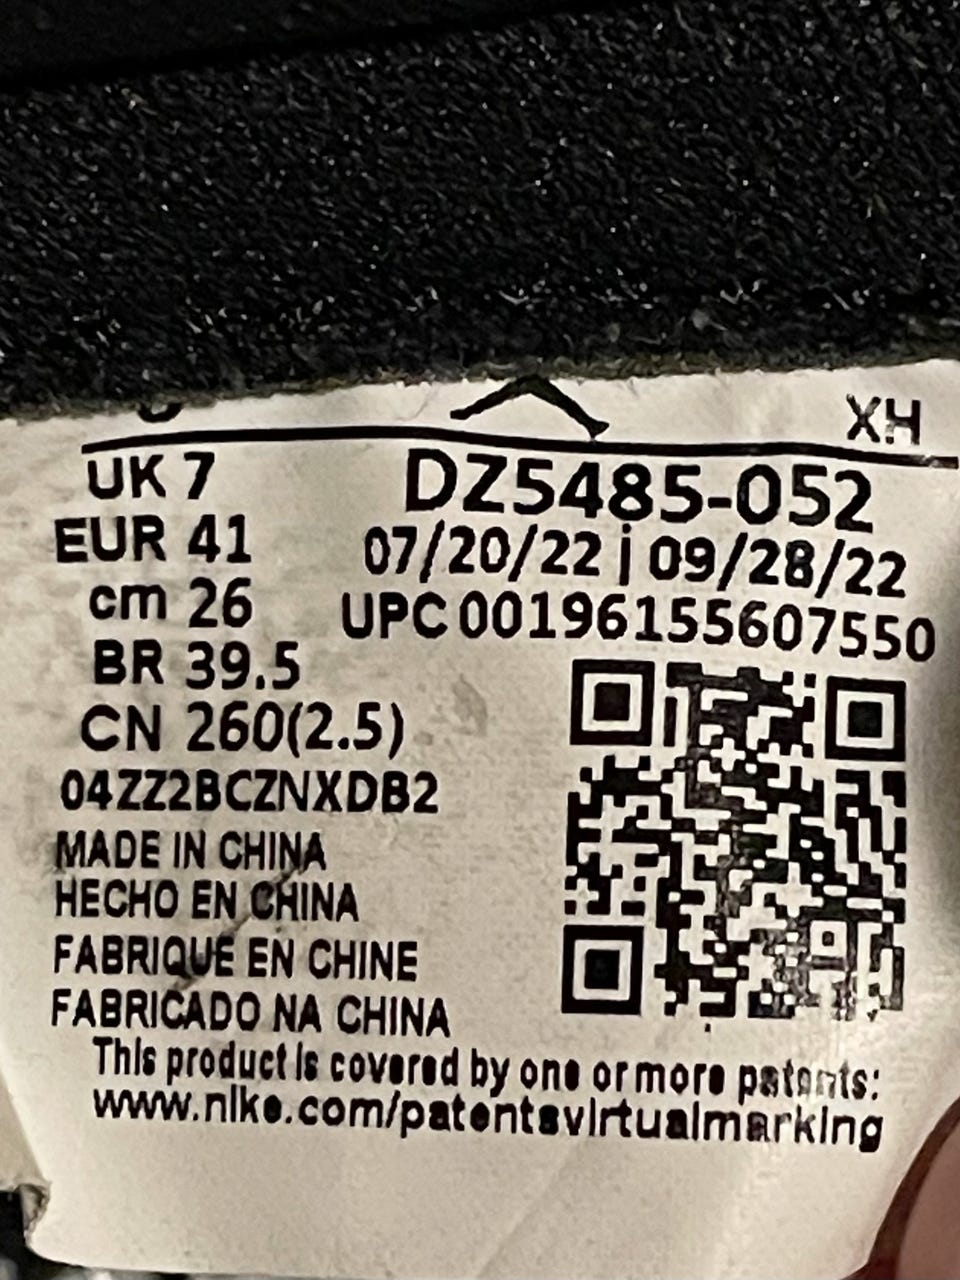 XH
UK 7
DZ5485-052
EUR 41
07/20/22 | 09/28/22
cm 26
UPC 00196155607550
BR 39.5
CN 260(2.5)
04ZZ2BCZNXDB2
MADE IN CHINA
HECHO EN CHINA
FABRIQUE EN CHINE
FABRICADO NA CHINA
This product is covered by one or more patents:
www.nike.com/patentsvirtualmarking